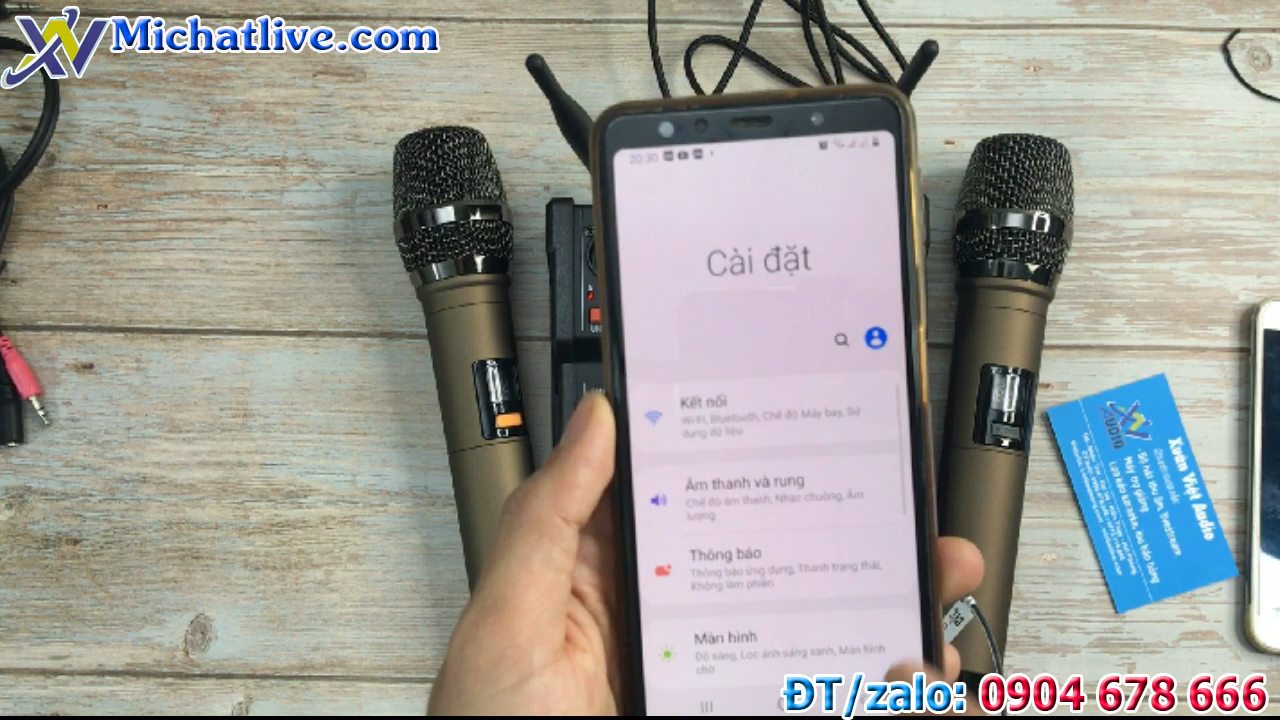 XV Michatlive.com
20:30
Cài đặt
Kết nối
Wi-Fi, Bluetooth, Chế độ Máy bay, Sử
dụng dữ liệu
Âm thanh và rung
Chế độ âm thanh, Nhạc chuông, Âm
lượng
Thông báo
Thông báo ứng dụng, Thanh trạng thái,
Không làm phiền
Màn hình
Độ sáng, Lọc ánh sáng xanh, Màn hình
chờ
XV
AUDIO
Xuân Việt Audio
ĐT/zalo: 0904 678 666